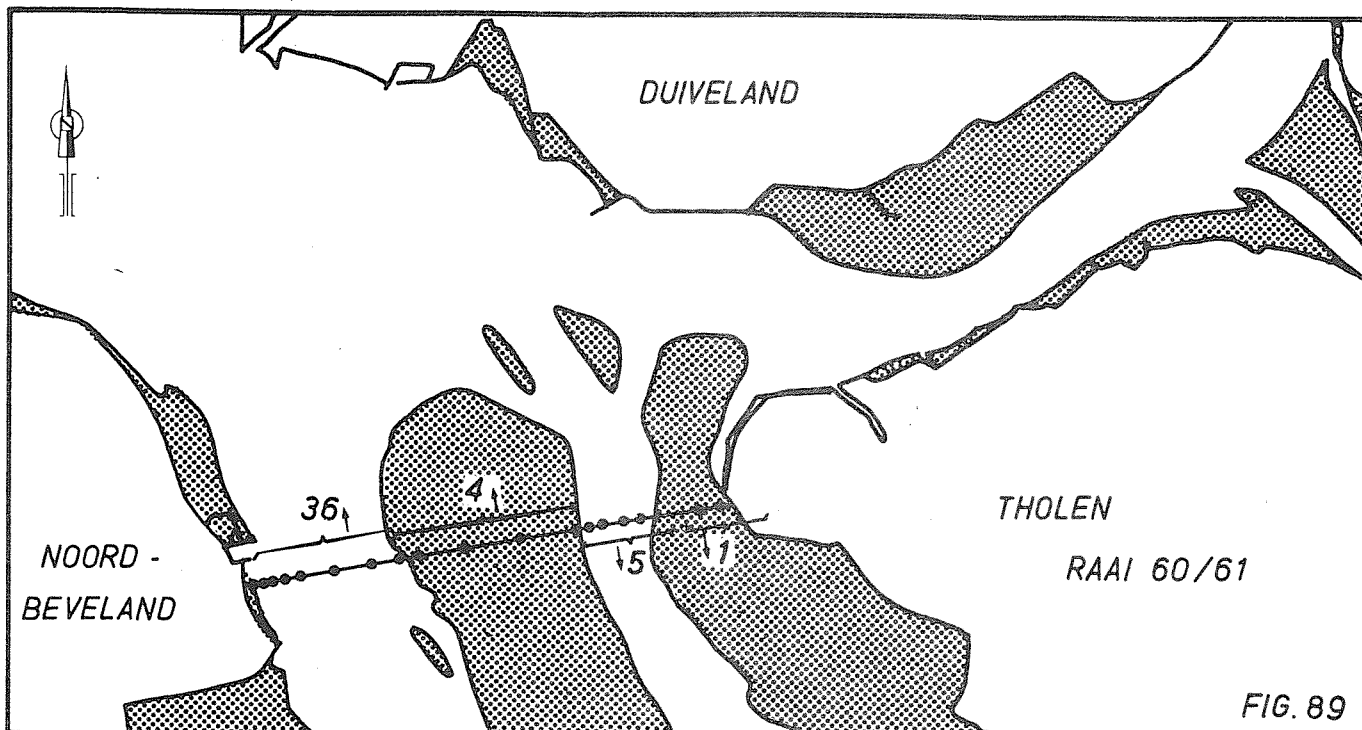 DUIVELAND
36
4
5
1
NOORD -
BEVELAND
THOLEN
RAAI 60/61
FIG. 89